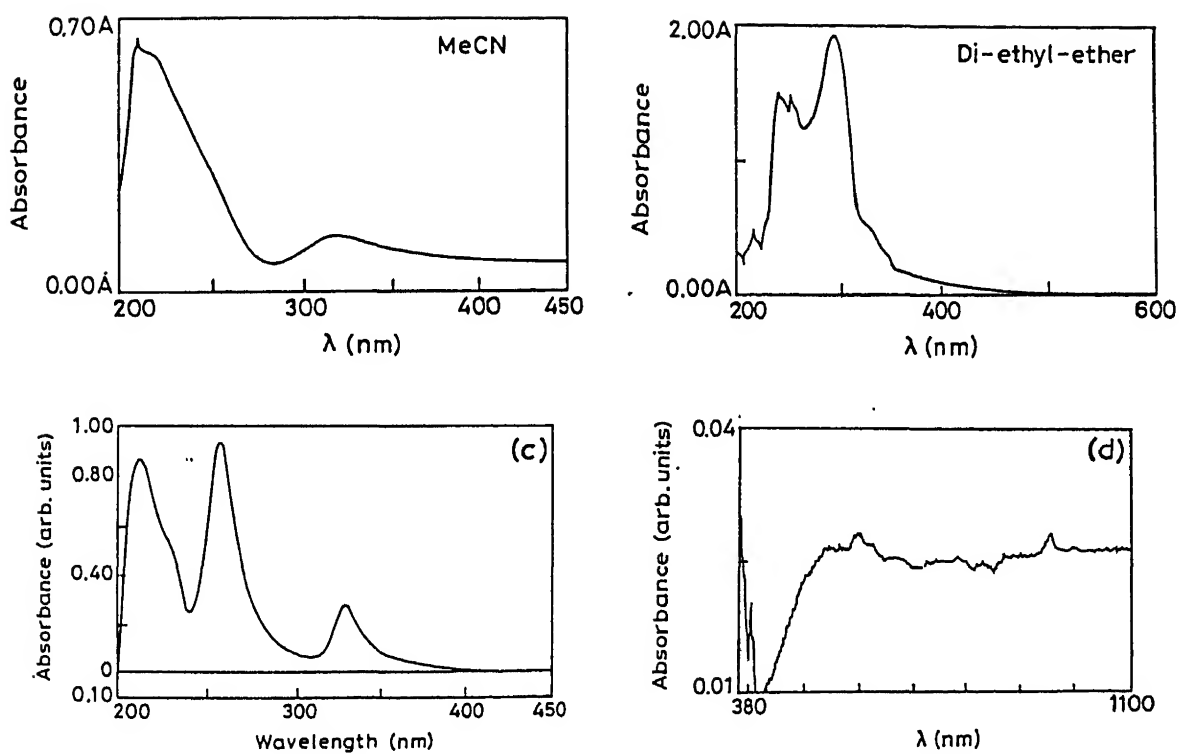 0.70A
MeCN
Absorbance
0.00Å
200
300
400
450
λ (nm)
2.00A
Di-ethyl-ether
Absorbance
0.00A
200
400
600
λ (nm)
1.00
(c)
0.80
Absorbance (arb. units)
0.40
0
0.10
200
300
400
450
Wavelength (nm)
0.04
(d)
Absorbance (arb. units)
0.01
380
1100
λ (nm)